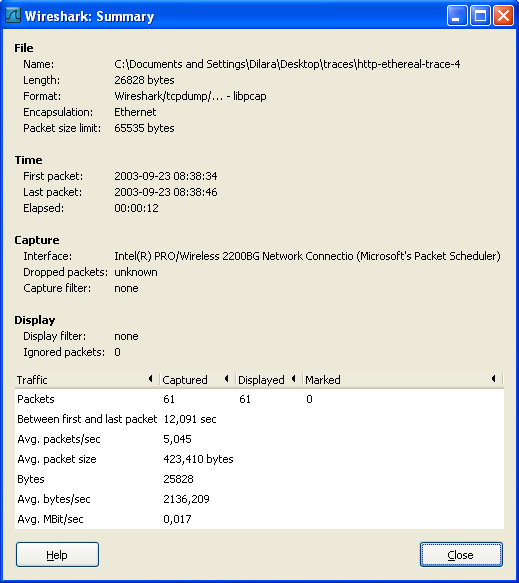 Wireshark: Summary
File
Name: C:\Documents and Settings\Dilara\Desktop\traces\http-ethereal-trace-4
Length: 26828 bytes
Format: Wireshark/tcpdump/... - libpcap
Encapsulation: Ethernet
Packet size limit: 65535 bytes
Time
First packet: 2003-09-23 08:38:34
Last packet: 2003-09-23 08:38:46
Elapsed: 00:00:12
Capture
Interface: Intel(R) PRO/Wireless 2200BG Network Connectio (Microsoft's Packet Scheduler)
Dropped packets: unknown
Capture filter: none
Display
Display filter: none
Ignored packets: 0
Traffic Captured Displayed Marked
Packets 61 61 0
Between first and last packet 12,091 sec
Avg. packets/sec 5,045
Avg. packet size 423,410 bytes
Bytes 25828
Avg. bytes/sec 2136,209
Avg. MBit/sec 0,017
Help Close